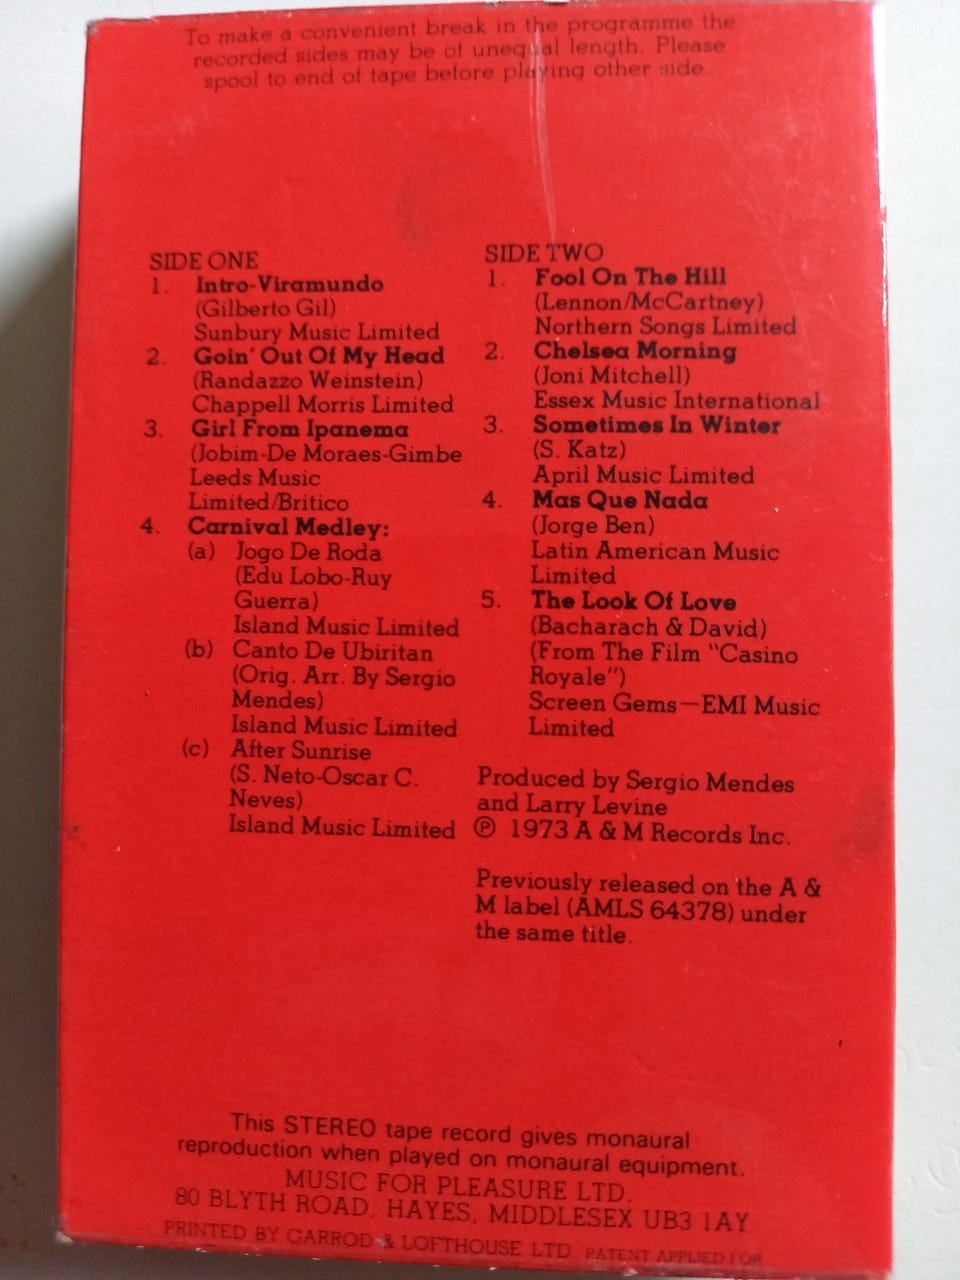 To make a convenient break in the programme the
recorded sides may be of unequal length. Please
spool to end of tape before playing other side.
SIDE ONE
1. Intro-Viramundo
(Gilberto Gil)
Sunbury Music Limited
2. Goin' Out Of My Head
(Randazzo Weinstein)
Chappell Morris Limited
3. Girl From Ipanema
(Jobim-De Moraes-Gimbe
Leeds Music
Limited/Britico
4. Carnival Medley:
(a) Jogo De Roda
(Edu Lobo-Ruy
Guerra)
Island Music Limited
(b) Canto De Ubiritan
(Orig. Arr. By Sergio
Mendes)
Island Music Limited
(c) After Sunrise
(S. Neto-Oscar C.
Neves)
Island Music Limited
SIDE TWO
1. Fool On The Hill
(Lennon/McCartney)
Northern Songs Limited
2. Chelsea Morning
(Joni Mitchell)
Essex Music International
3. Sometimes In Winter
(S. Katz)
April Music Limited
4. Mas Que Nada
(Jorge Ben)
Latin American Music
Limited
5. The Look Of Love
(Bacharach & David)
(From The Film "Casino
Royale")
Screen Gems—EMI Music
Limited
Produced by Sergio Mendes
and Larry Levine
℗ 1973 A & M Records Inc.
Previously released on the A &
M label (AMLS 64378) under
the same title.
This STEREO tape record gives monaural
reproduction when played on monaural equipment.
MUSIC FOR PLEASURE LTD.
80 BLYTH ROAD, HAYES, MIDDLESEX UB3 1AY
PRINTED BY GARROD & LOFTHOUSE LTD. PATENT APPLIED FOR